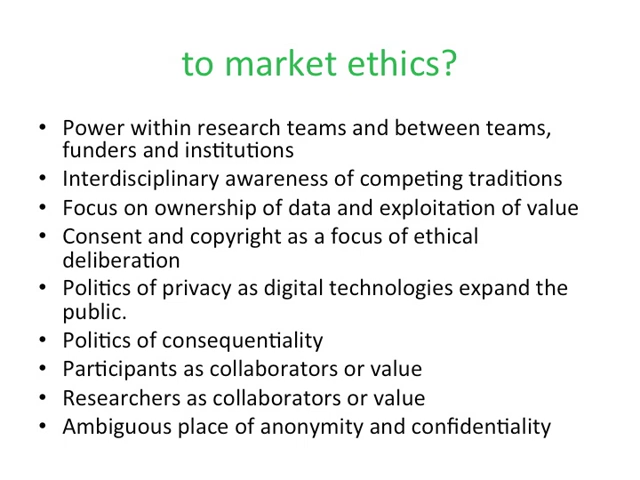 to market ethics?
• Power within research teams and between teams,
funders and institutions
• Interdisciplinary awareness of competing traditions
• Focus on ownership of data and exploitation of value
• Consent and copyright as a focus of ethical
deliberation
• Politics of privacy as digital technologies expand the
public.
• Politics of consequentiality
• Participants as collaborators or value
• Researchers as collaborators or value
• Ambiguous place of anonymity and confidentiality